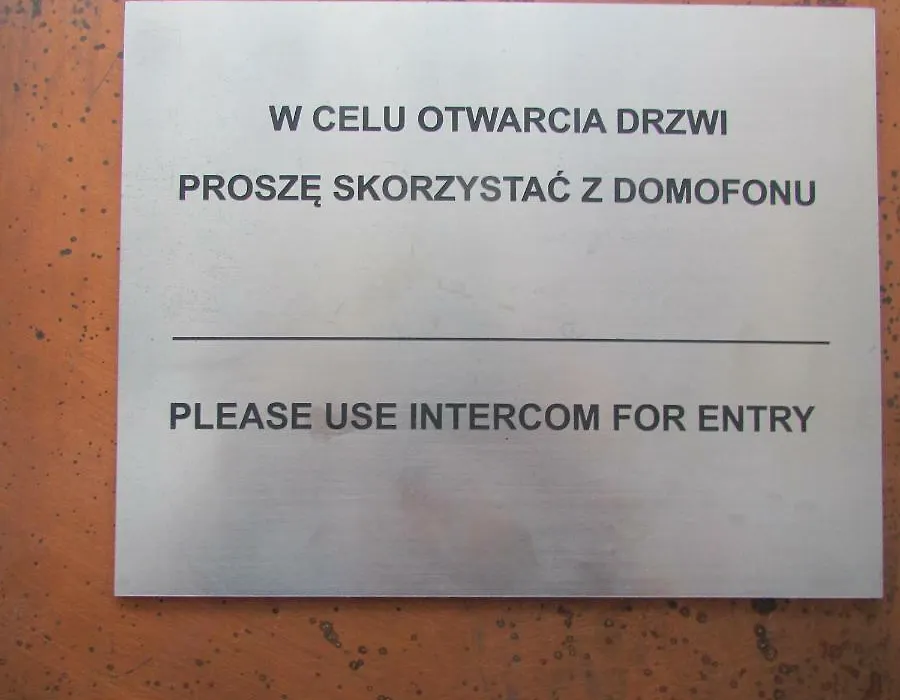 W CELU OTWARCIA DRZWI
PROSZĘ SKORZYSTAĆ Z DOMOFONU
PLEASE USE INTERCOM FOR ENTRY